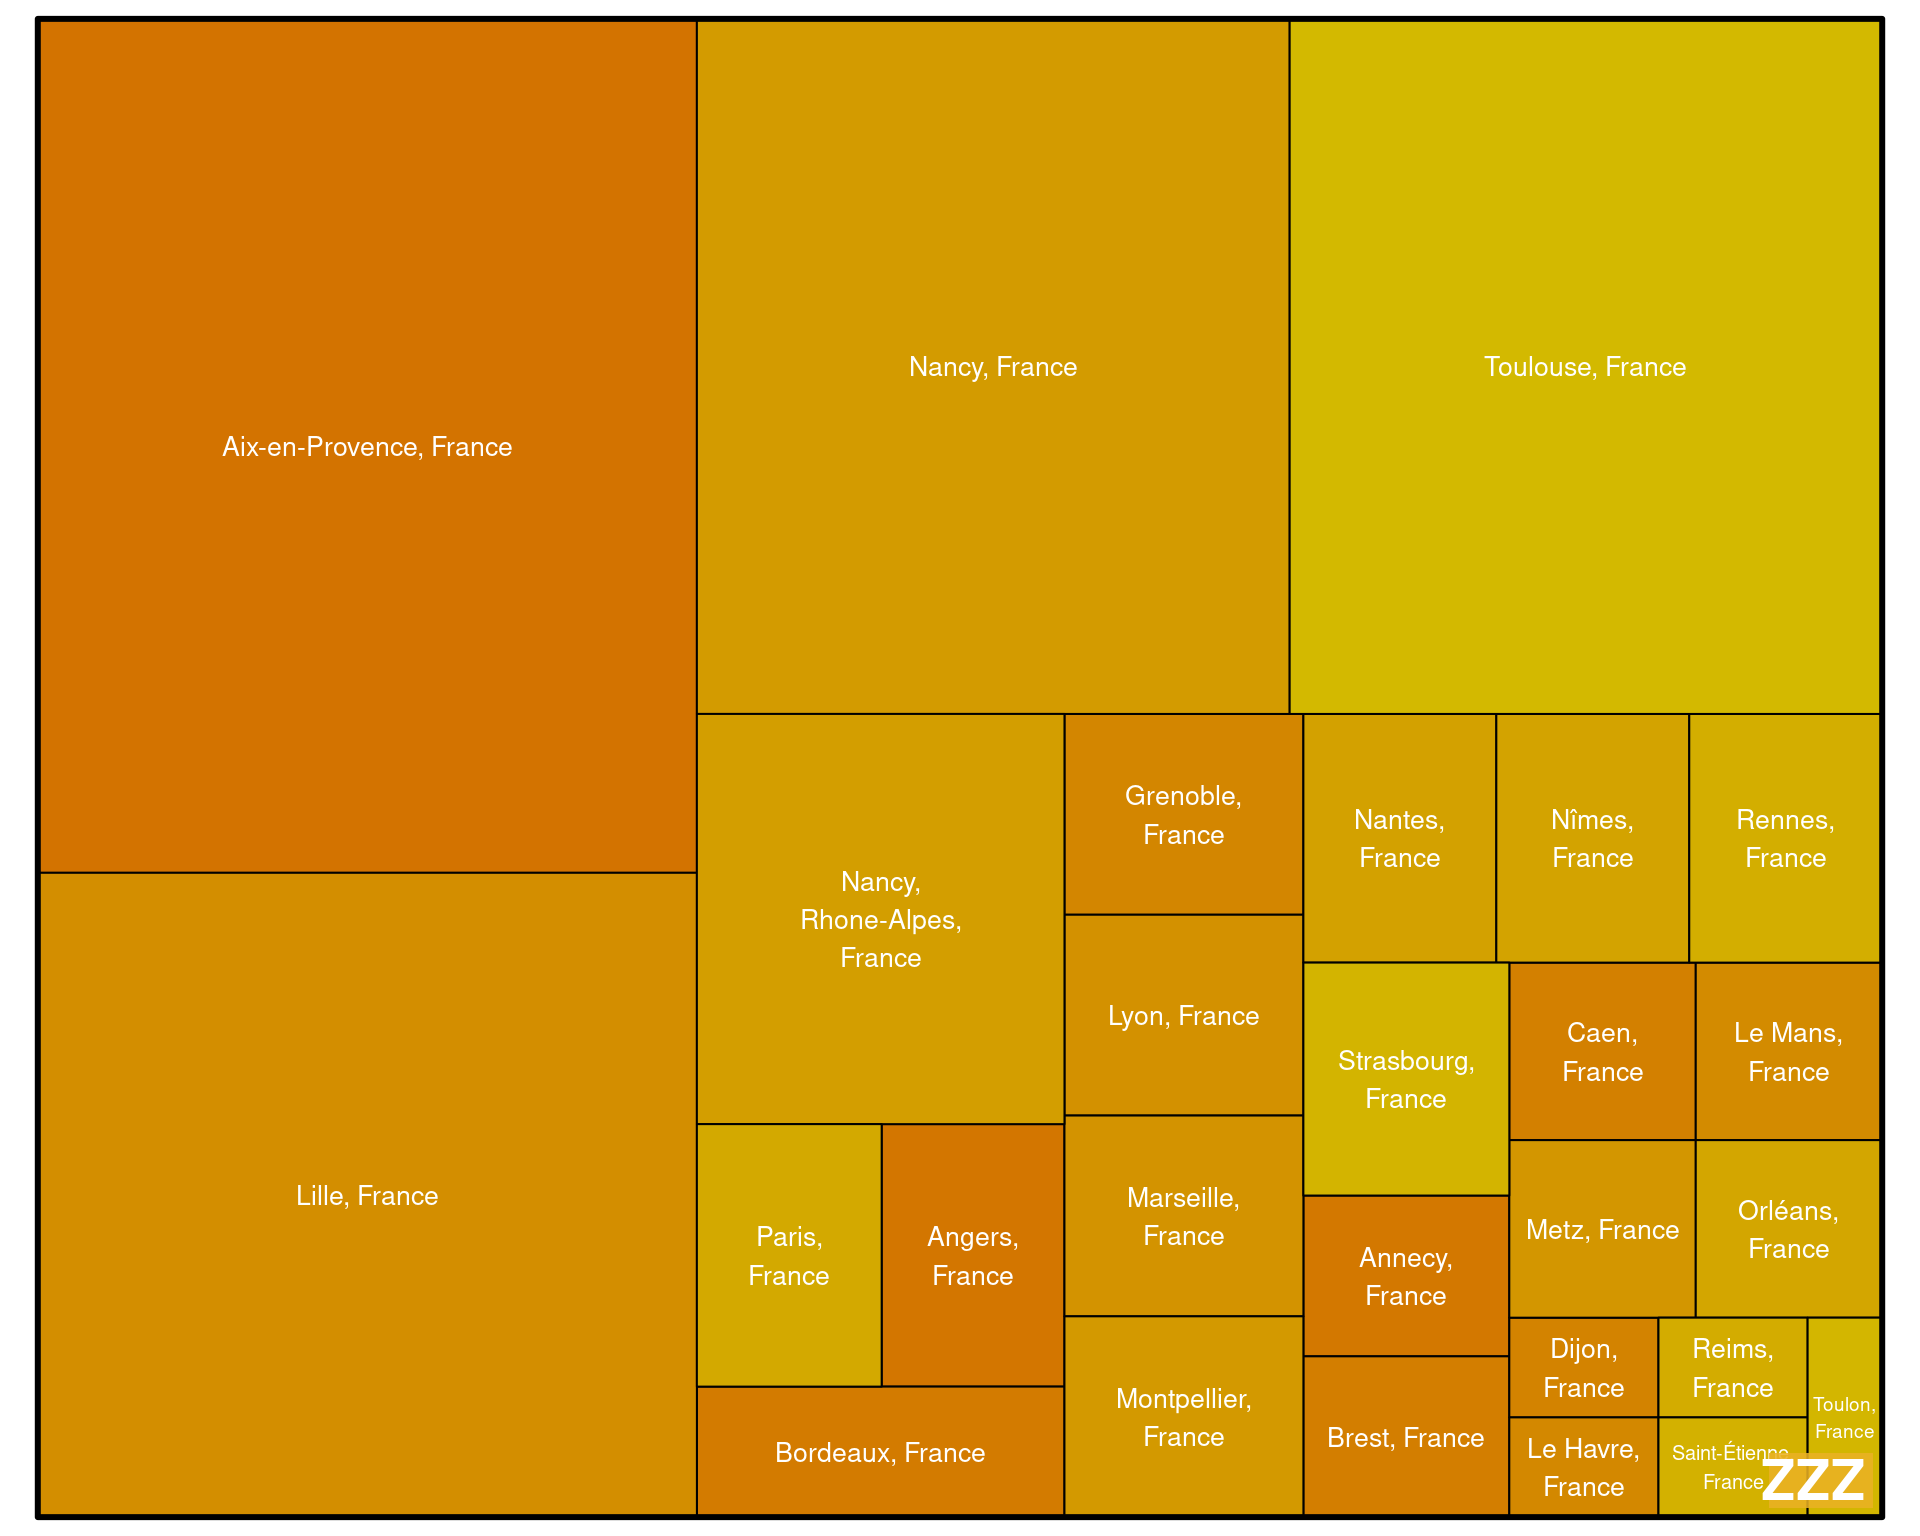 Aix-en-Provence, France
Nancy, France
Toulouse, France
Lille, France
Nancy,
Rhone-Alpes,
France
Grenoble,
France
Nantes,
France
Nîmes,
France
Rennes,
France
Lyon, France
Strasbourg,
France
Caen,
France
Le Mans,
France
Paris,
France
Angers,
France
Marseille,
France
Annecy,
France
Metz, France
Orléans,
France
Bordeaux, France
Montpellier,
France
Brest, France
Dijon,
France
Reims,
France
Toulon,
France
Le Havre,
France
Saint-Étienne,
France
ZZZ